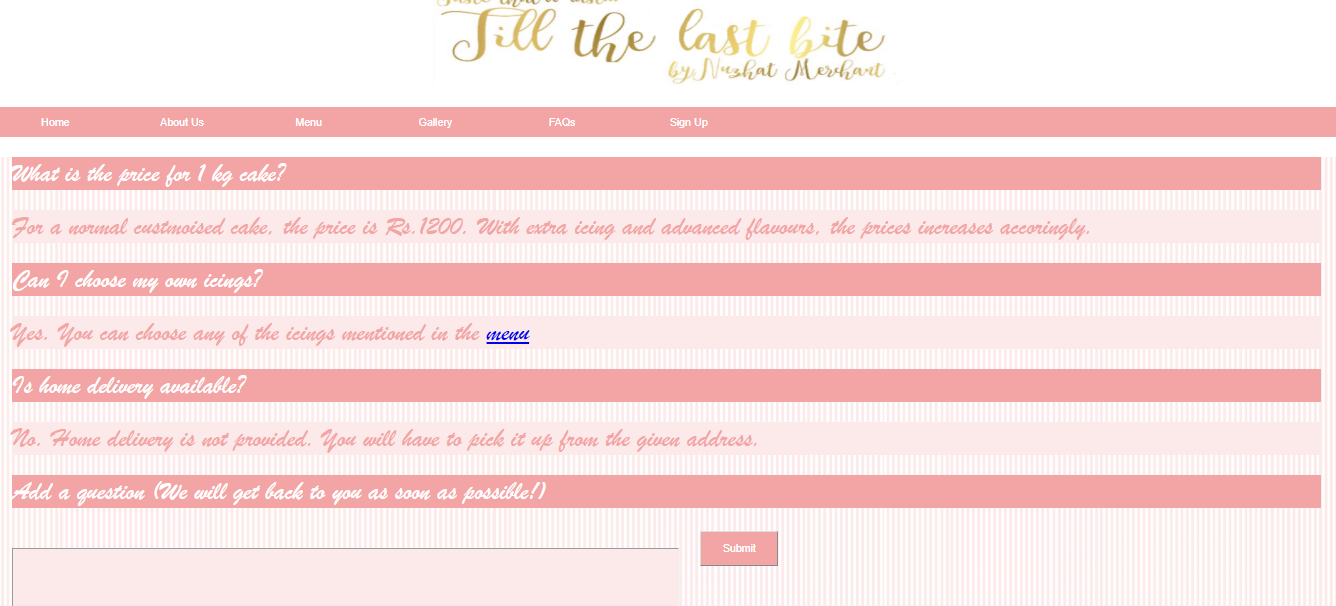 Till the last bite
by Nuzhat Merchant
Home About Us Menu Gallery FAQs Sign Up
What is the price for 1 kg cake?
For a normal custmoised cake, the price is Rs.1200. With extra icing and advanced flavours, the prices increases accoringly.
Can I choose my own icings?
Yes. You can choose any of the icings mentioned in the menu
Is home delivery available?
No. Home delivery is not provided. You will have to pick it up from the given address.
Add a question (We will get back to you as soon as possible!)
Submit